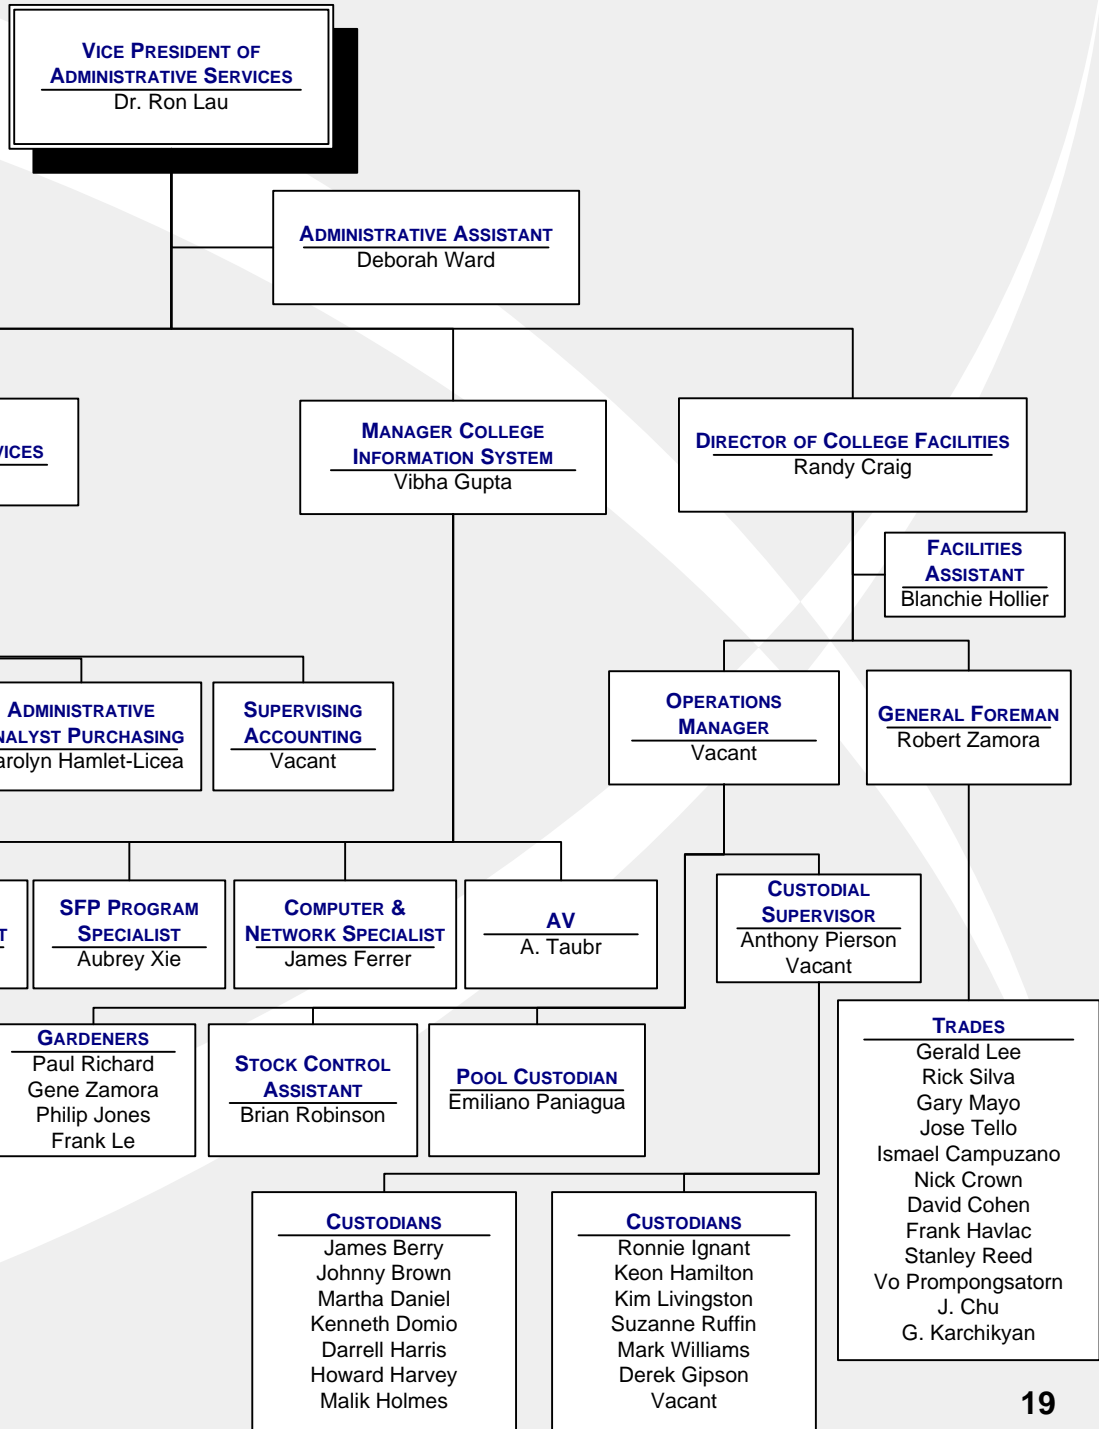 VICE PRESIDENT OF
ADMINISTRATIVE SERVICES
Dr. Ron Lau
ADMINISTRATIVE ASSISTANT
Deborah Ward
VICES
MANAGER COLLEGE
INFORMATION SYSTEM
Vibha Gupta
DIRECTOR OF COLLEGE FACILITIES
Randy Craig
FACILITIES
ASSISTANT
Blanchie Hollier
ADMINISTRATIVE
NALYST PURCHASING
arolyn Hamlet-Licea
SUPERVISING
ACCOUNTING
Vacant
OPERATIONS
MANAGER
Vacant
GENERAL FOREMAN
Robert Zamora
T
SFP PROGRAM
SPECIALIST
Aubrey Xie
COMPUTER &
NETWORK SPECIALIST
James Ferrer
AV
A. Taubr
CUSTODIAL
SUPERVISOR
Anthony Pierson
Vacant
GARDENERS
Paul Richard
Gene Zamora
Philip Jones
Frank Le
STOCK CONTROL
ASSISTANT
Brian Robinson
POOL CUSTODIAN
Emiliano Paniagua
TRADES
Gerald Lee
Rick Silva
Gary Mayo
Jose Tello
Ismael Campuzano
Nick Crown
David Cohen
Frank Havlac
Stanley Reed
Vo Prompongsatorn
J. Chu
G. Karchikyan
CUSTODIANS
James Berry
Johnny Brown
Martha Daniel
Kenneth Domio
Darrell Harris
Howard Harvey
Malik Holmes
CUSTODIANS
Ronnie Ignant
Keon Hamilton
Kim Livingston
Suzanne Ruffin
Mark Williams
Derek Gipson
Vacant
19